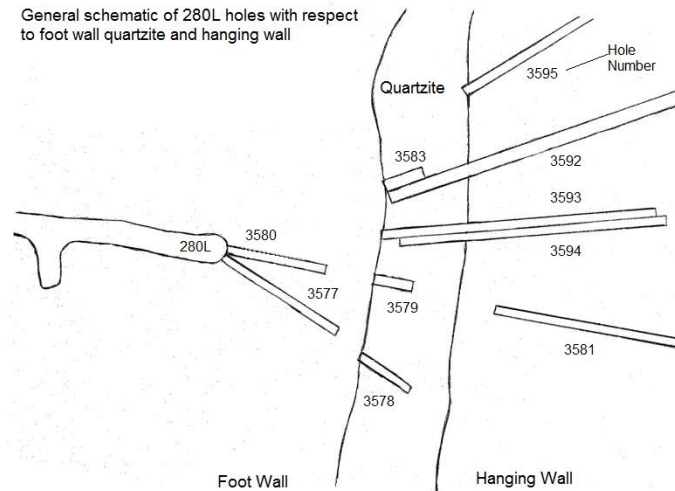 General schematic of 280L holes with respect
to foot wall quartzite and hanging wall
Hole
Number
3595
Quartzite
3583
3592
3593
3580
280L
3594
3577
3579
3581
3578
Foot Wall
Hanging Wall